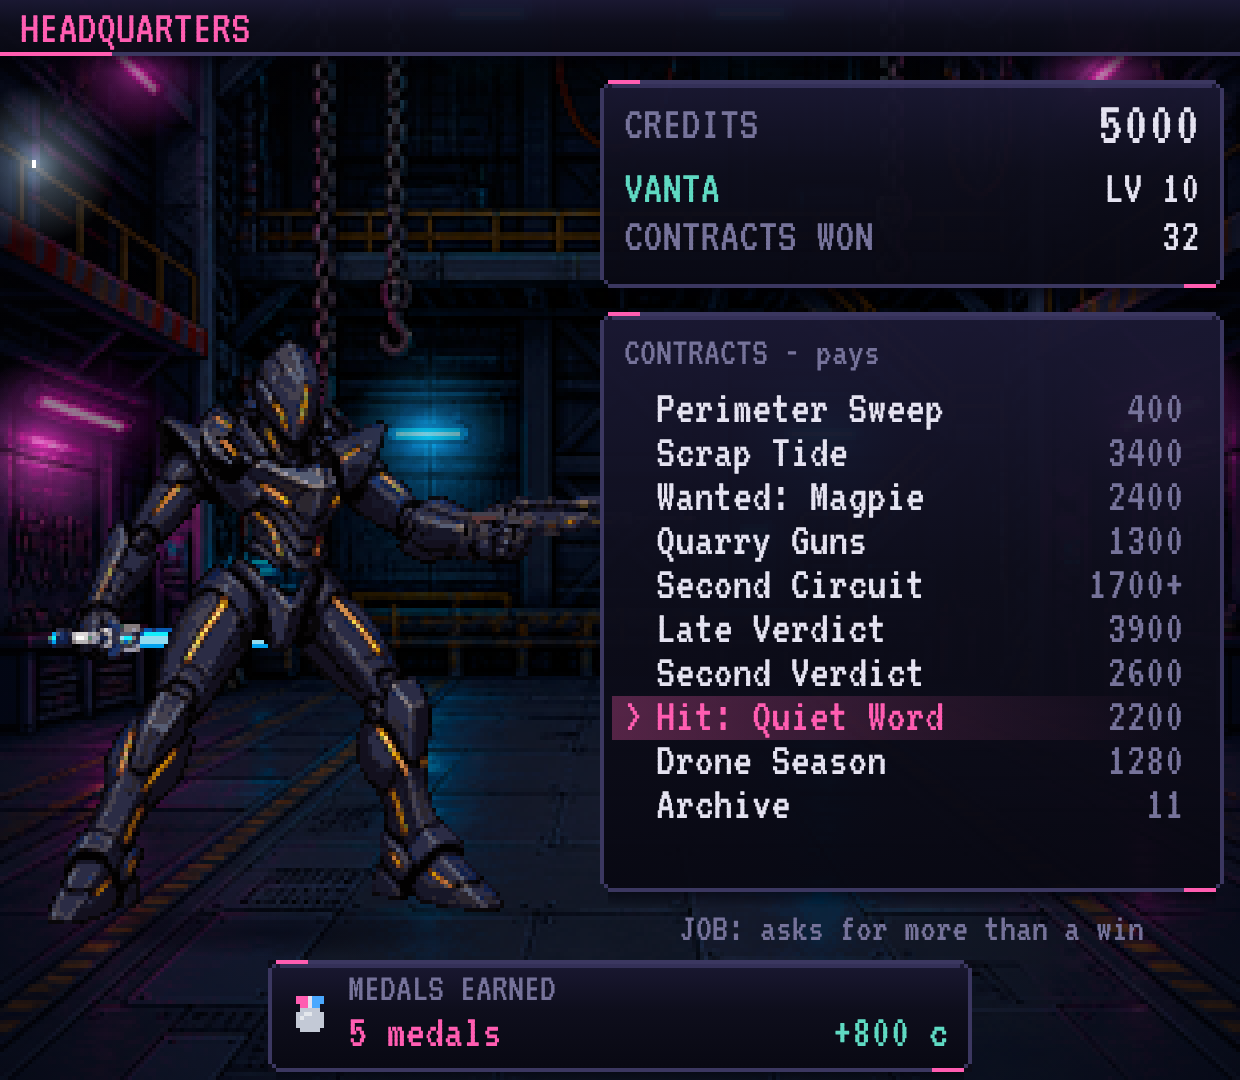 HEADQUARTERS
CREDITS 5000
VANTA LV 10
CONTRACTS WON 32
CONTRACTS - pays
Perimeter Sweep 400
Scrap Tide 3400
Wanted: Magpie 2400
Quarry Guns 1300
Second Circuit 1700+
Late Verdict 3900
Second Verdict 2600
> Hit: Quiet Word 2200
Drone Season 1280
Archive 11
JOB: asks for more than a win
MEDALS EARNED
5 medals +800 c